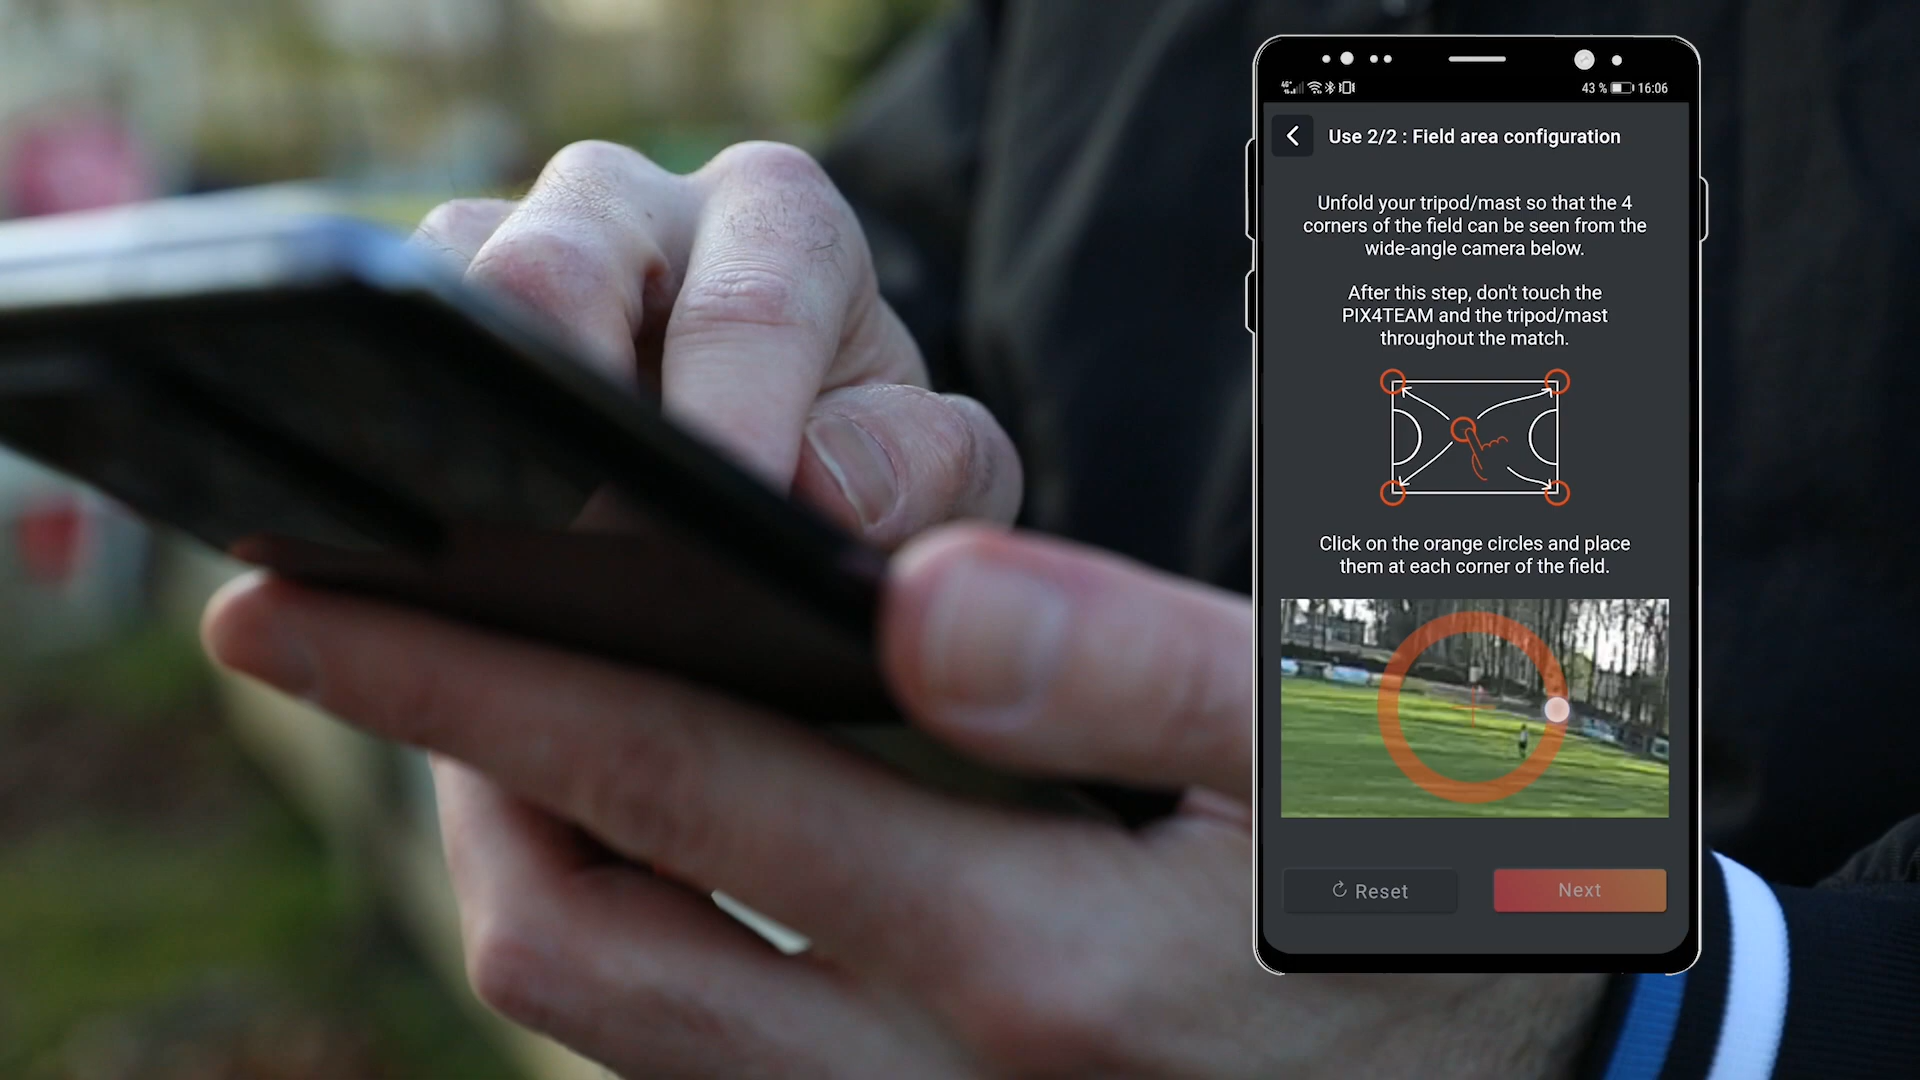 43 % 16:06
Use 2/2 : Field area configuration
Unfold your tripod/mast so that the 4
corners of the field can be seen from the
wide-angle camera below.
After this step, don't touch the
PIX4TEAM and the tripod/mast
throughout the match.
Click on the orange circles and place
them at each corner of the field.
Reset
Next